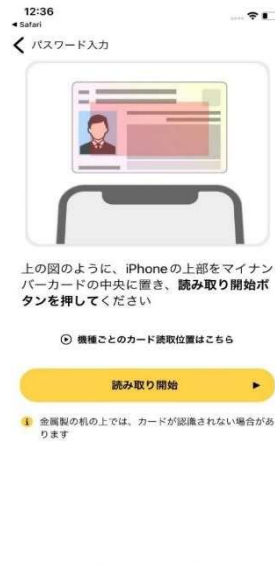 12:36
◀ Safari
パスワード入力
上の図のように、iPhoneの上部をマイナン
バーカードの中央に置き、読み取り開始ボ
タンを押してください
機種ごとのカード読取位置はこちら
読み取り開始
金属製の机の上では、カードが認識されない場合があ
ります